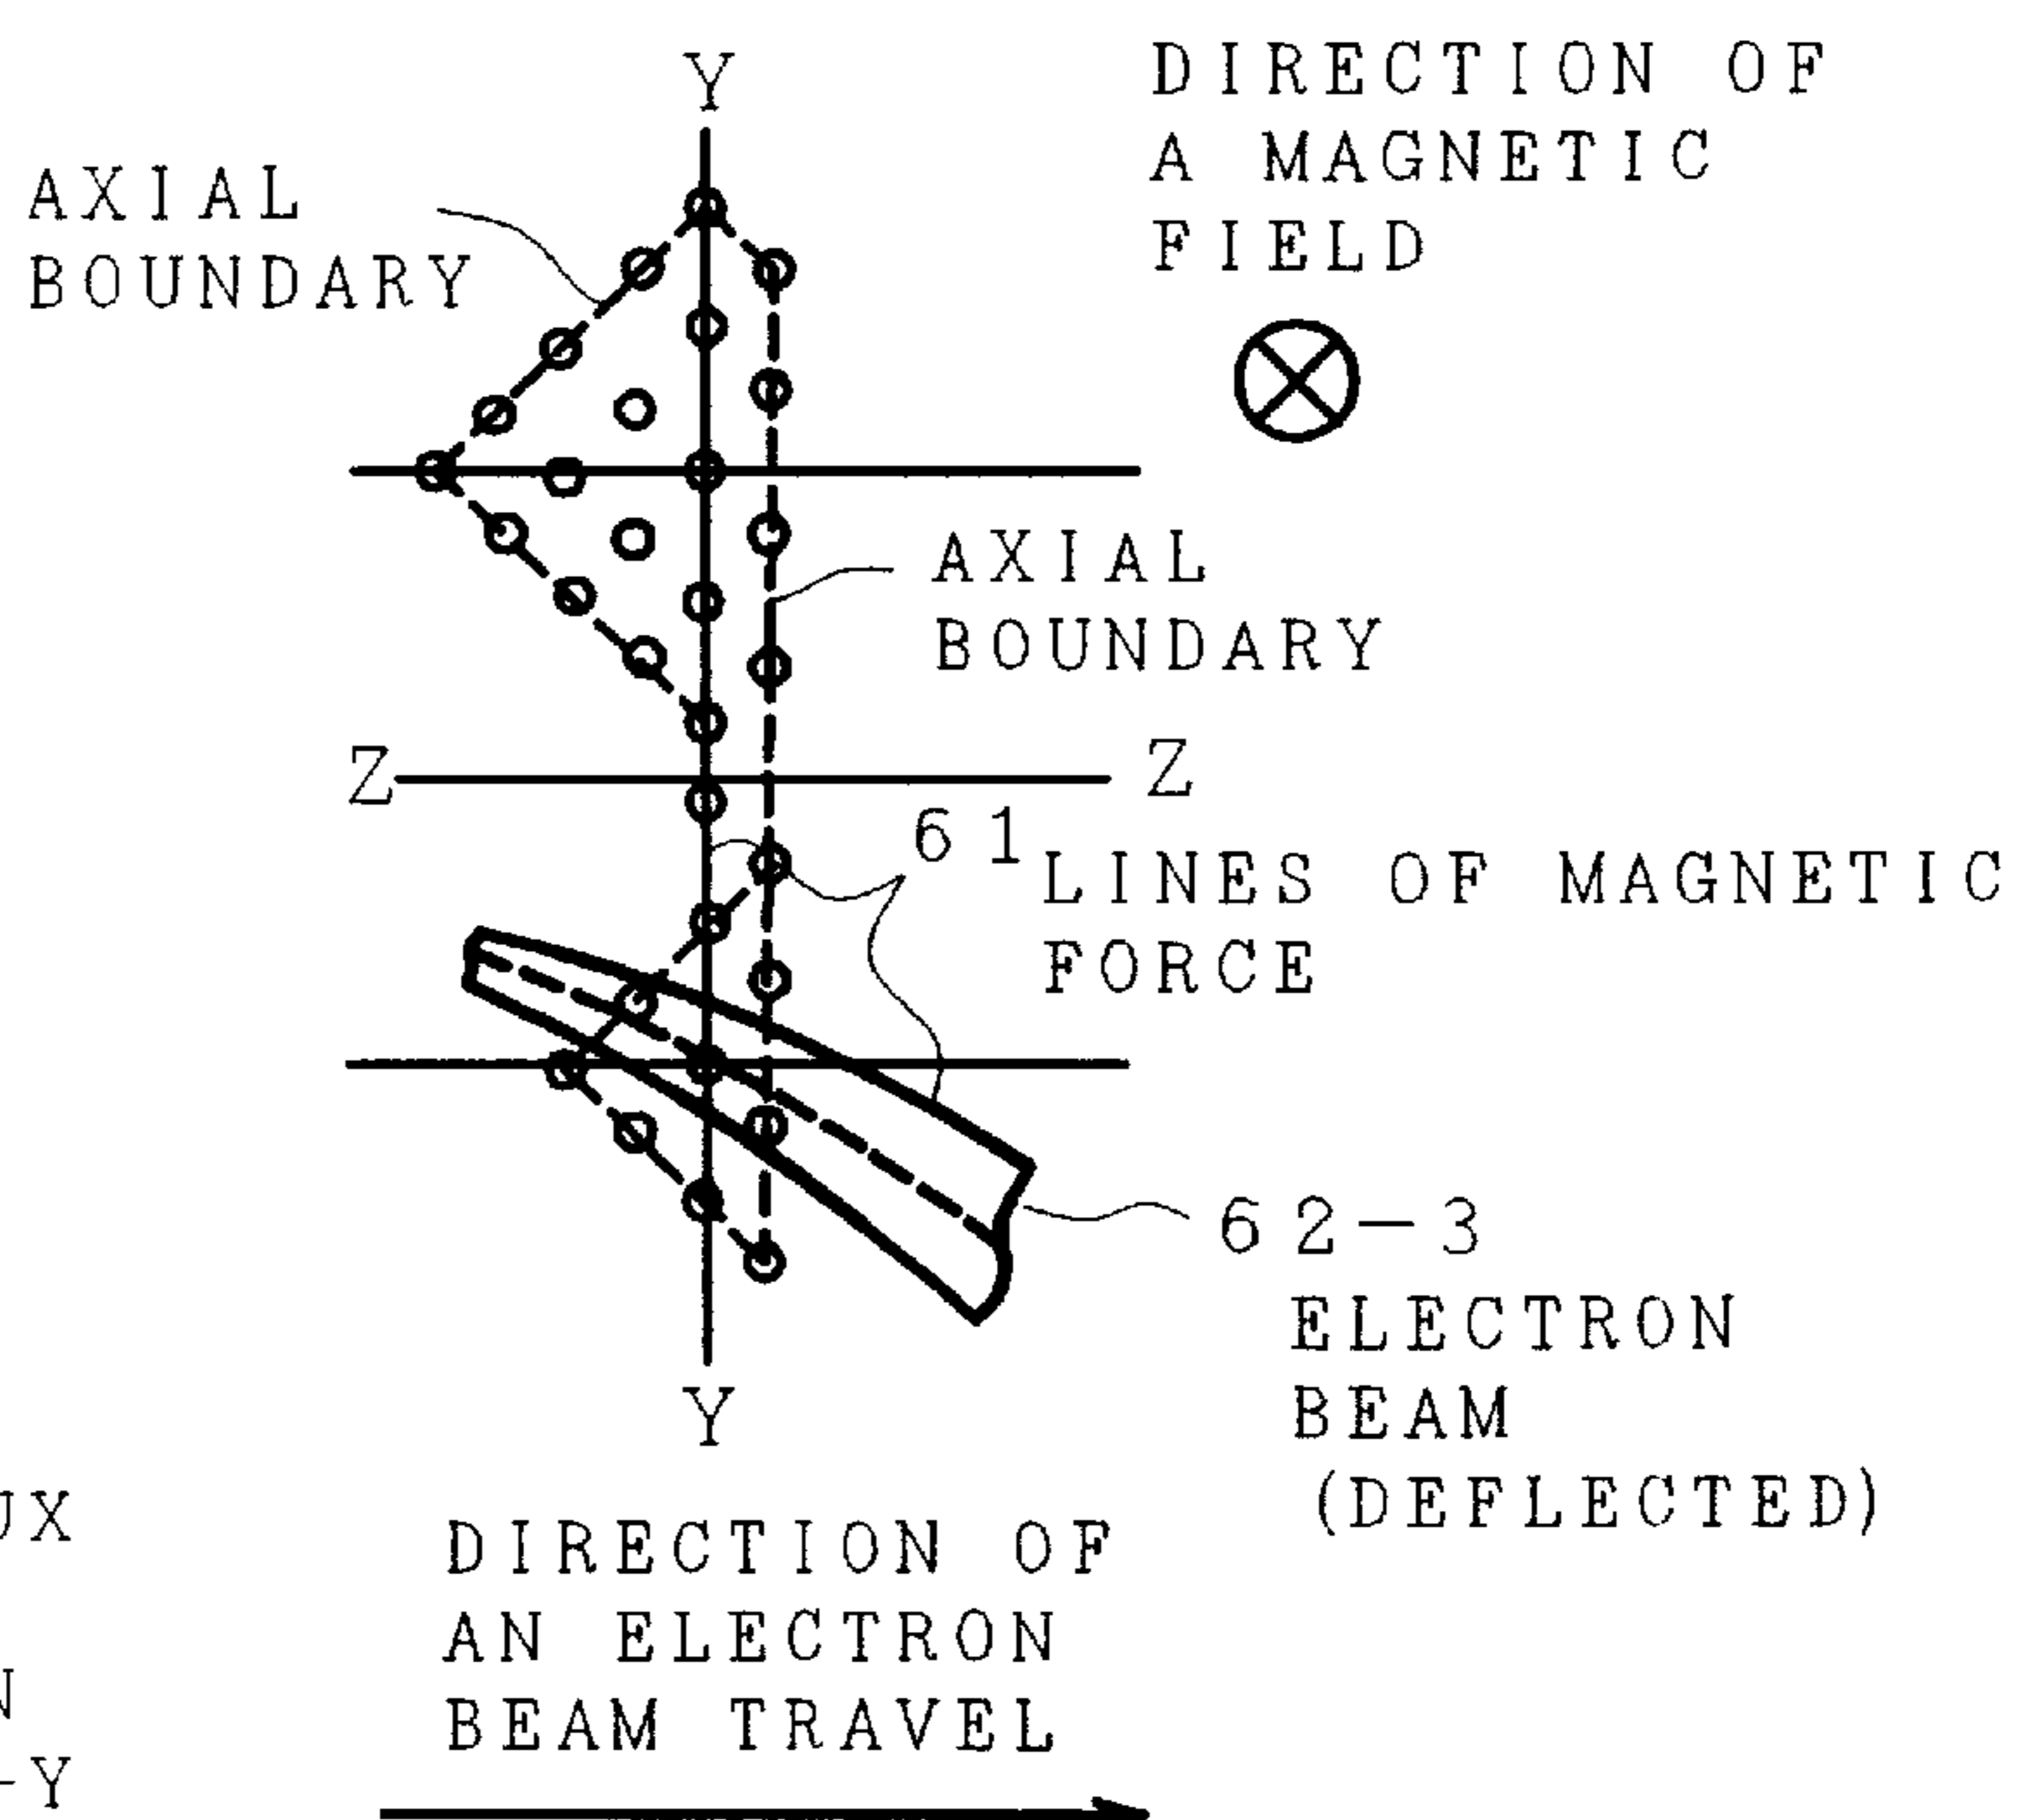 Y
DIRECTION OF
A MAGNETIC
FIELD
AXIAL
BOUNDARY
AXIAL
BOUNDARY
Z
Z
61
LINES OF MAGNETIC
FORCE
62-3
ELECTRON
BEAM
(DEFLECTED)
Y
UX
DIRECTION OF
AN ELECTRON
BEAM TRAVEL
N
-Y